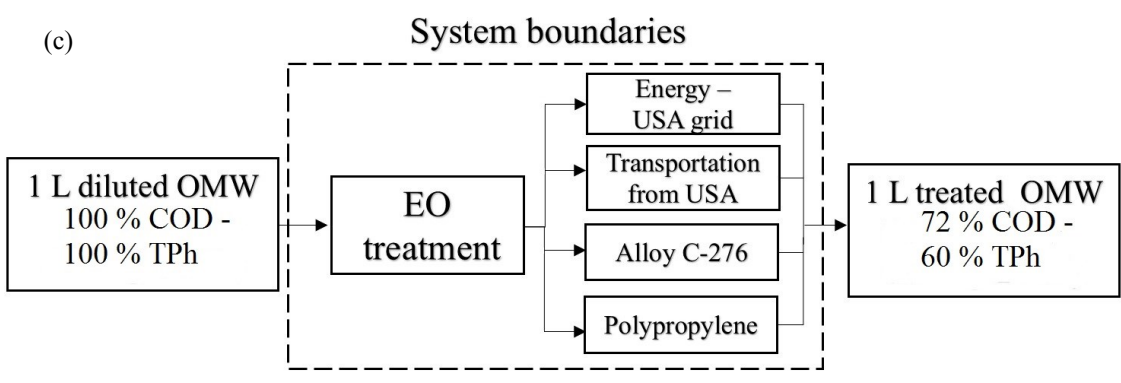 (c)
System boundaries
1 L diluted OMW
100 % COD -
100 % TPh
EO
treatment
Energy –
USA grid
Transportation
from USA
Alloy C-276
Polypropylene
1 L treated OMW
72 % COD -
60 % TPh